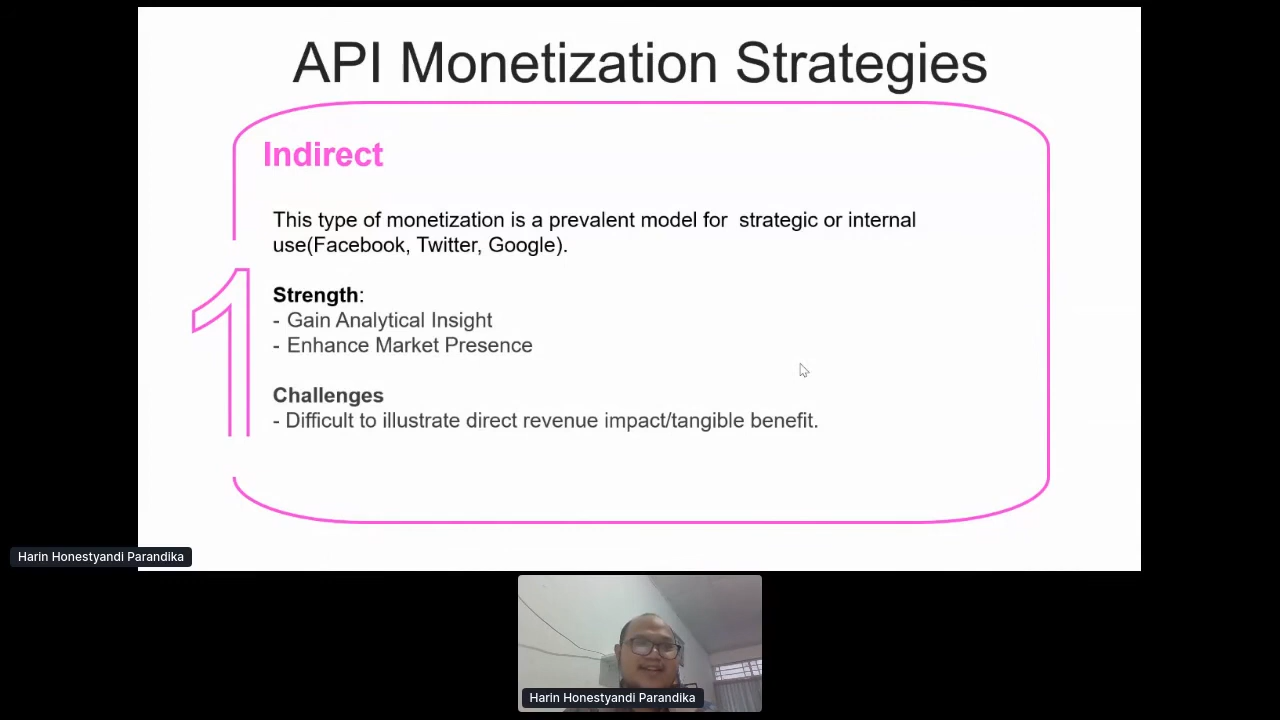 API Monetization Strategies
Indirect
This type of monetization is a prevalent model for  strategic or internal
use(Facebook, Twitter, Google).
1
Strength:
- Gain Analytical Insight
- Enhance Market Presence
Challenges
- Difficult to illustrate direct revenue impact/tangible benefit.
Harin Honestyandi Parandika
Harin Honestyandi Parandika